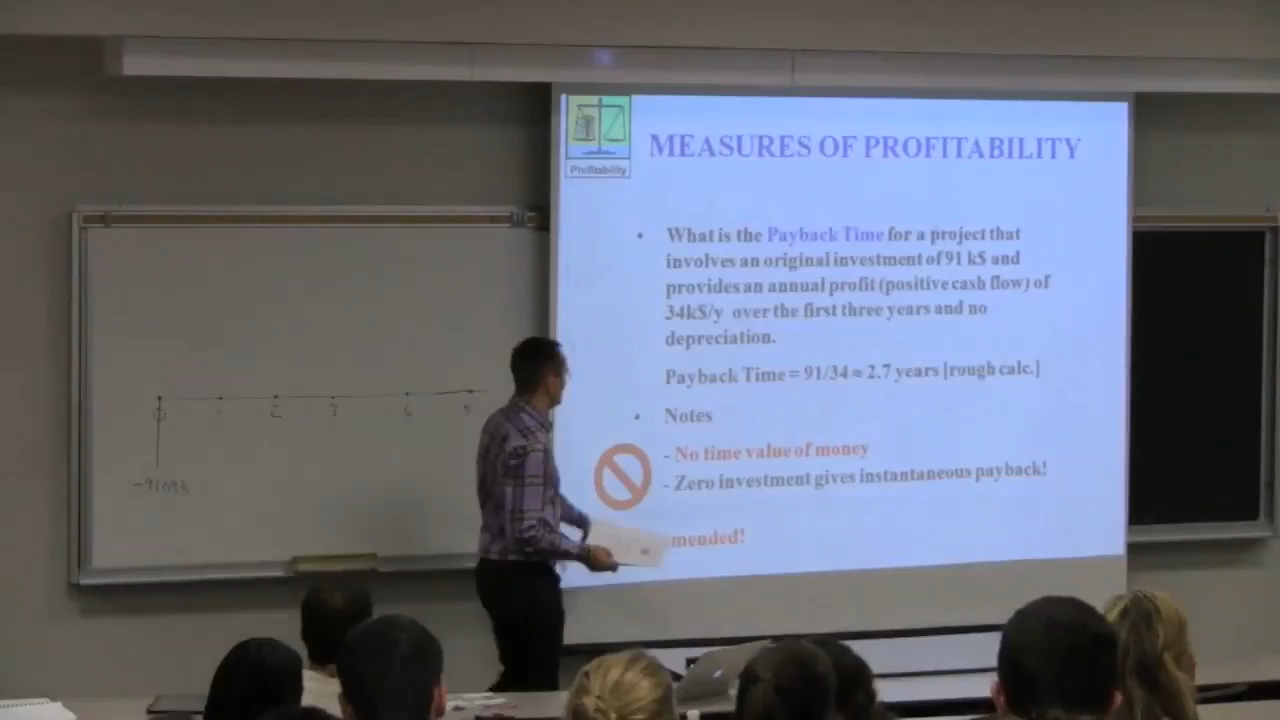 Profitability
MEASURES OF PROFITABILITY
• What is the Payback Time for a project that
involves an original investment of 91 k$ and
provides an annual profit (positive cash flow) of
34k$/y over the first three years and no
depreciation.
Payback Time = 91/34 ≈ 2.7 years [rough calc.]
• Notes
- No time value of money
- Zero investment gives instantaneous payback!
mended!
0 1 2 3 5